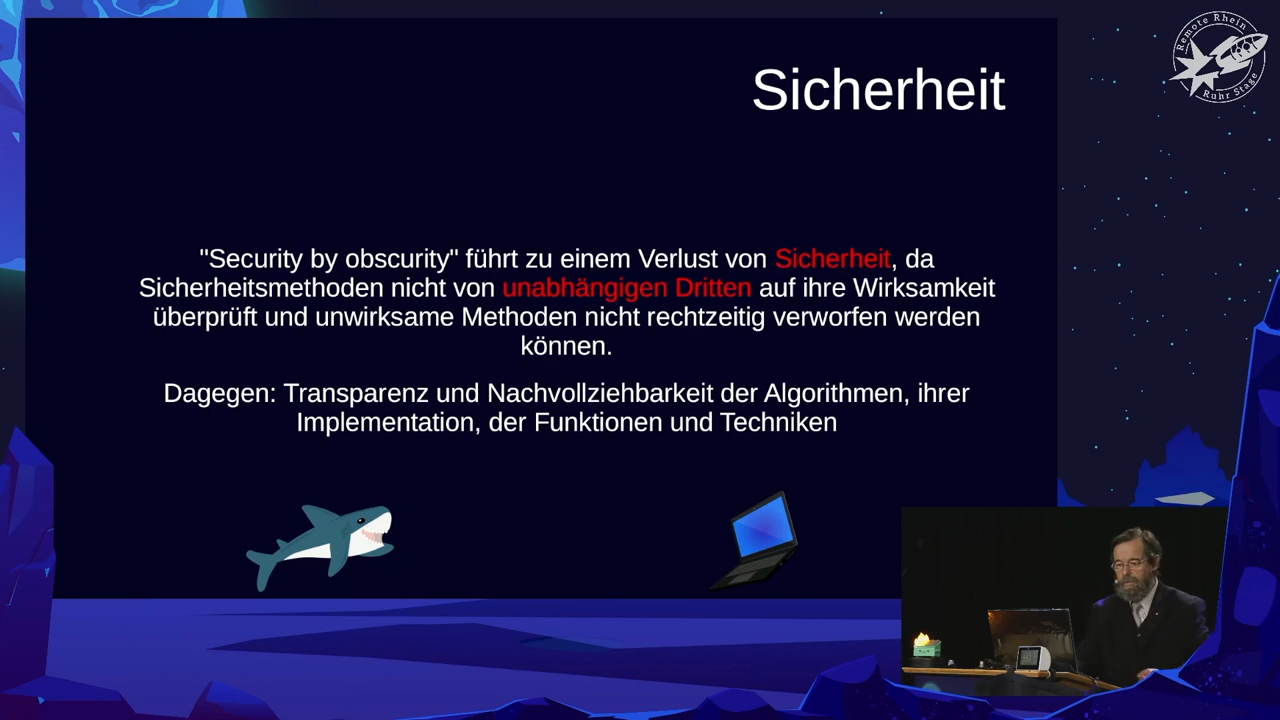 Sicherheit
"Security by obscurity" führt zu einem Verlust von Sicherheit, da
Sicherheitsmethoden nicht von unabhängigen Dritten auf ihre Wirksamkeit
überprüft und unwirksame Methoden nicht rechtzeitig verworfen werden
können.
Dagegen: Transparenz und Nachvollziehbarkeit der Algorithmen, ihrer
Implementation, der Funktionen und Techniken
Remote Rhein
Ruhr Stage